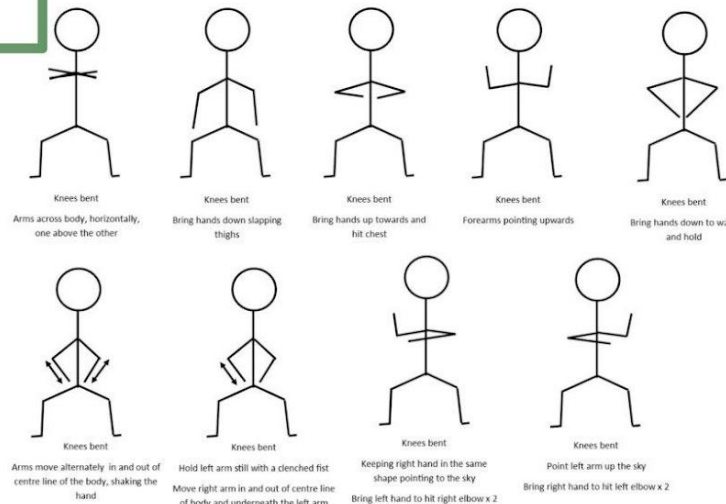 Knees bent
Arms across body, horizontally,
one above the other
Knees bent
Bring hands down slapping
thighs
Knees bent
Bring hands up towards and
hit chest
Knees bent
Forearms pointing upwards
Knees bent
Bring hands down to
and hold
Knees bent
Arms move alternately in and out of
centre line of the body, shaking the
hand
Knees bent
Hold left arm still with a clenched fist
Move right arm in and out of centre line
of body and underneath the left arm
Knees bent
Keeping right hand in the same
shape pointing to the sky
Bring left hand to hit right elbow x 2
Knees bent
Point left arm up the sky
Bring right hand to hit left elbow x 2